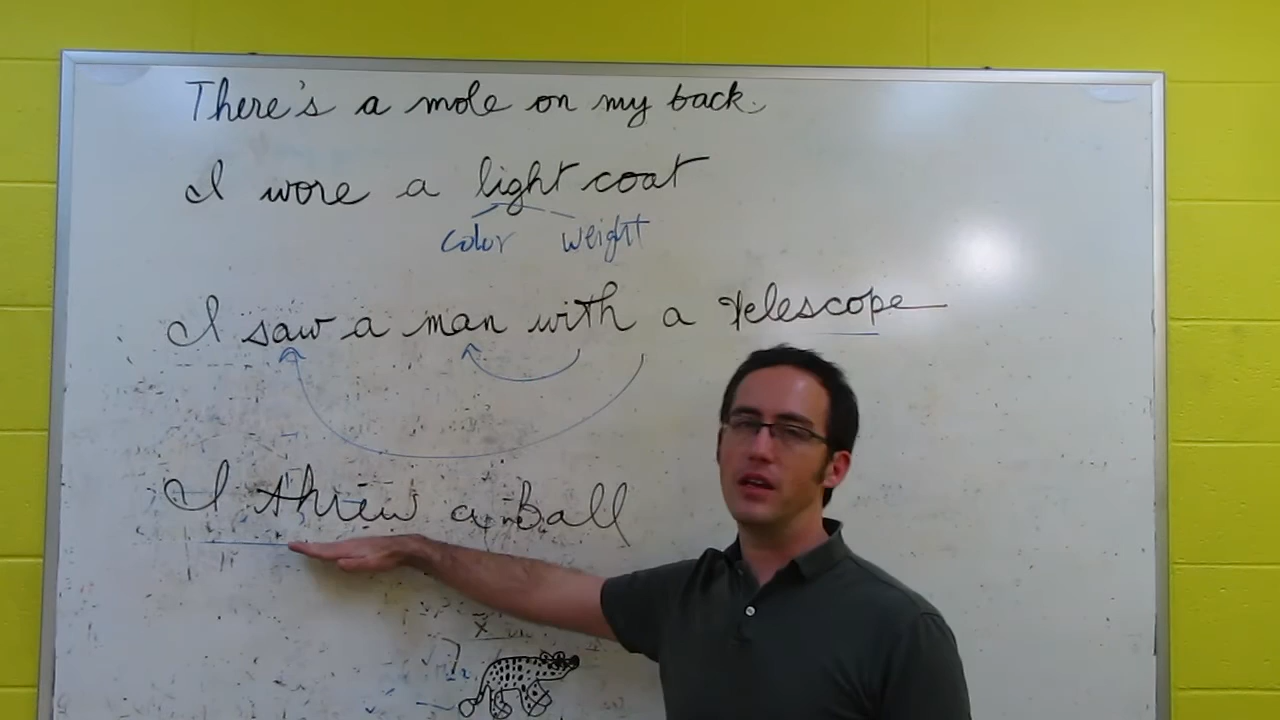 There's a mole on my back.
I wore a light coat
color weight
I saw a man with a telescope
I threw a Ball